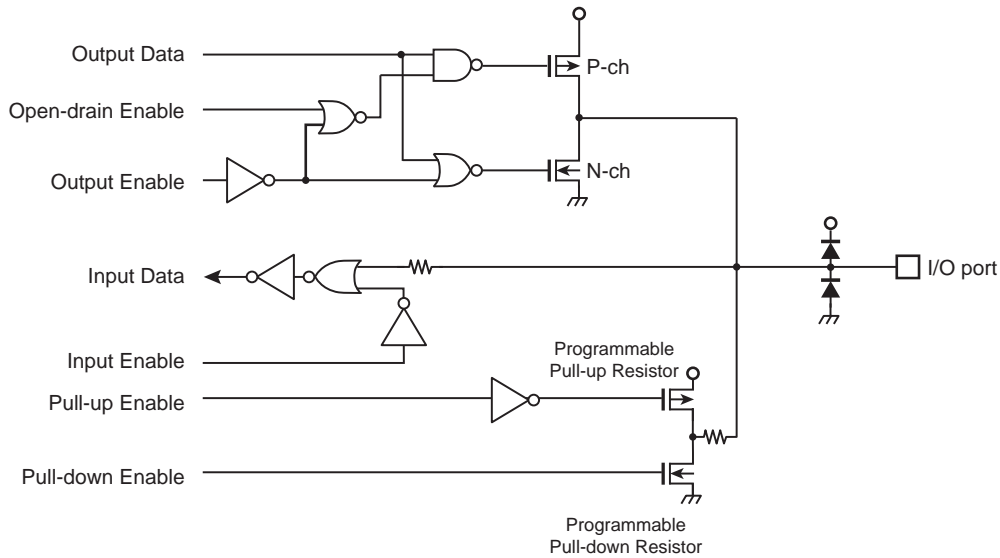 Output Data
P-ch
Open-drain Enable
Output Enable
N-ch
Input Data
I/O port
Input Enable
Programmable
Pull-up Resistor
Pull-up Enable
Pull-down Enable
Programmable
Pull-down Resistor